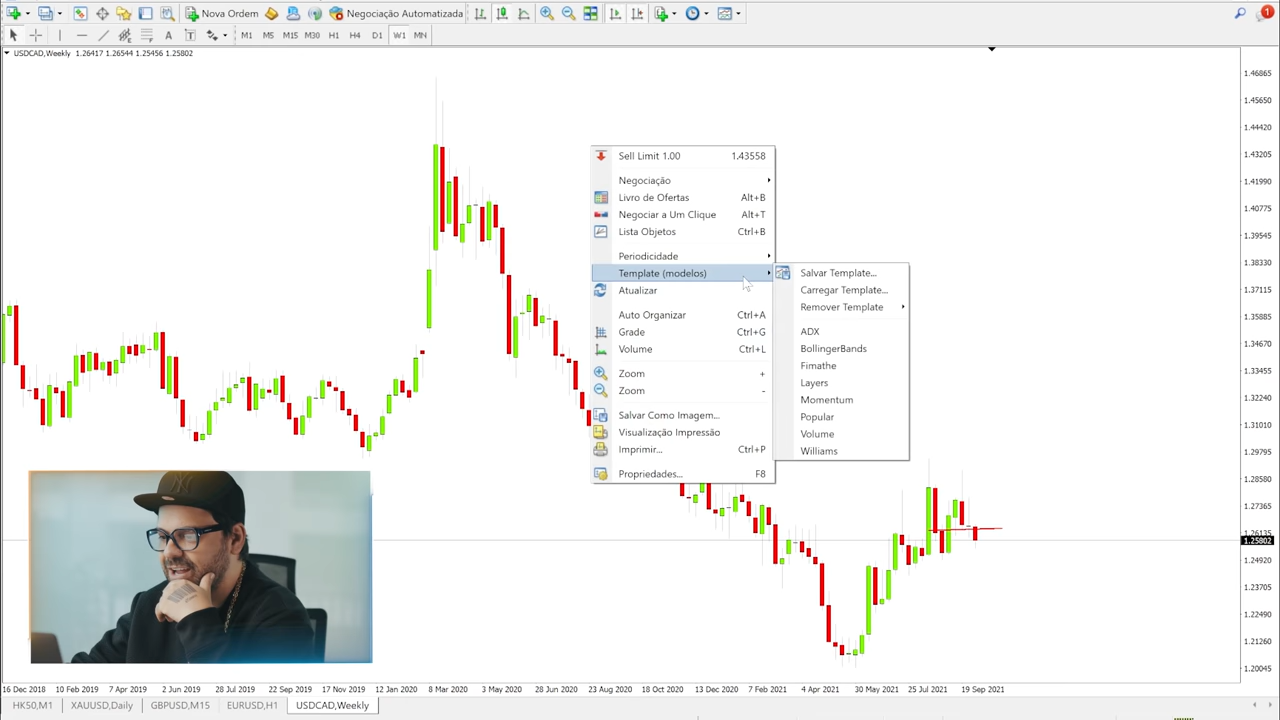 Nova Ordem
Negociação Automatizada
1
A
T
M1
M5
M15
M30
H1
H4
D1
W1
MN
USDCAD,Weekly 1.26417 1.26544 1.25456 1.25802
Sell Limit 1.00 1.43558
Negociação
Livro de Ofertas Alt+B
Negociar a Um Clique Alt+T
Lista Objetos Ctrl+B
Periodicidade
Template (modelos)
Atualizar
Auto Organizar Ctrl+A
Grade Ctrl+G
Volume Ctrl+L
Zoom +
Zoom -
Salvar Como Imagem...
Visualização Impressão
Imprimir... Ctrl+P
Propriedades... F8
Salvar Template...
Carregar Template...
Remover Template
ADX
BollingerBands
Fimathe
Layers
Momentum
Popular
Volume
Williams
1.46865
1.45650
1.44420
1.43205
1.41990
1.40775
1.39545
1.38330
1.37115
1.35885
1.34670
1.33455
1.32240
1.31010
1.29795
1.28580
1.27365
1.26135
1.25802
1.24920
1.23705
1.22490
1.21260
1.20045
16 Dec 2018
10 Feb 2019
7 Apr 2019
2 Jun 2019
28 Jul 2019
22 Sep 2019
17 Nov 2019
12 Jan 2020
8 Mar 2020
3 May 2020
28 Jun 2020
23 Aug 2020
18 Oct 2020
13 Dec 2020
7 Feb 2021
4 Apr 2021
30 May 2021
25 Jul 2021
19 Sep 2021
HK50,M1
XAUUSD,Daily
GBPUSD,M15
EURUSD,H1
USDCAD,Weekly